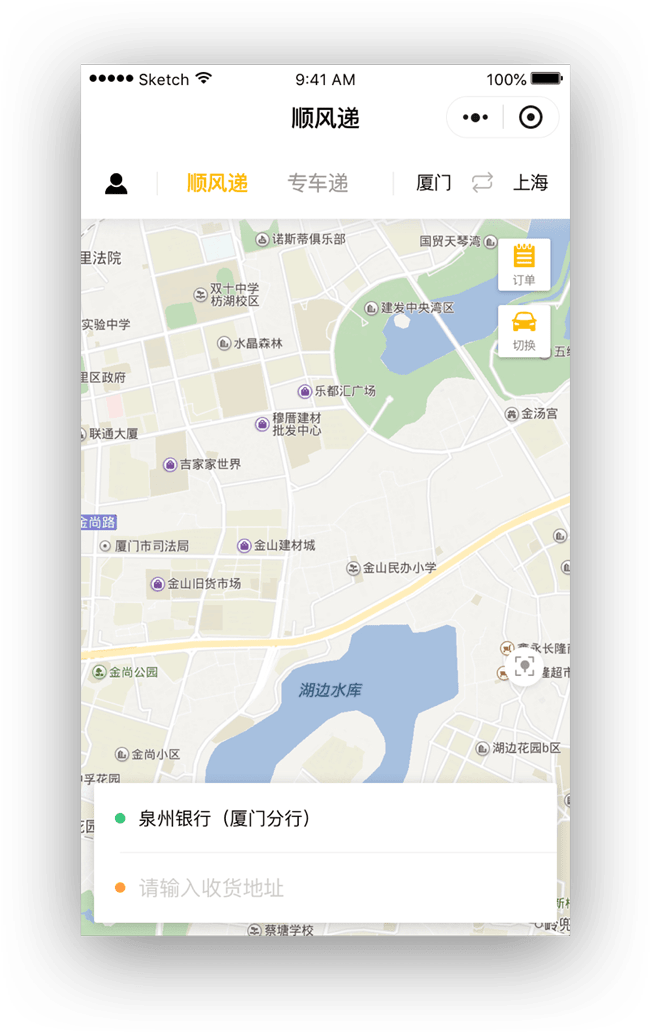 Sketch 9:41 AM 100%
顺风递
顺风递 专车递 厦门 上海
诺斯蒂俱乐部
国贸天琴湾
里法院
订单
双十中学
枋湖校区
建发中央湾区
实验中学
水晶森林
切换
里区政府
乐都汇广场
穆厝建材
批发中心
金汤宫
联通大厦
吉家家世界
金尚路
厦门市司法局
金山建材城
金山民办小学
金山旧货市场
永长隆
金尚公园
隆超市
湖边水库
金尚小区
湖边花园b区
孚花园
泉州银行（厦门分行）
请输入收货地址
蔡塘学校